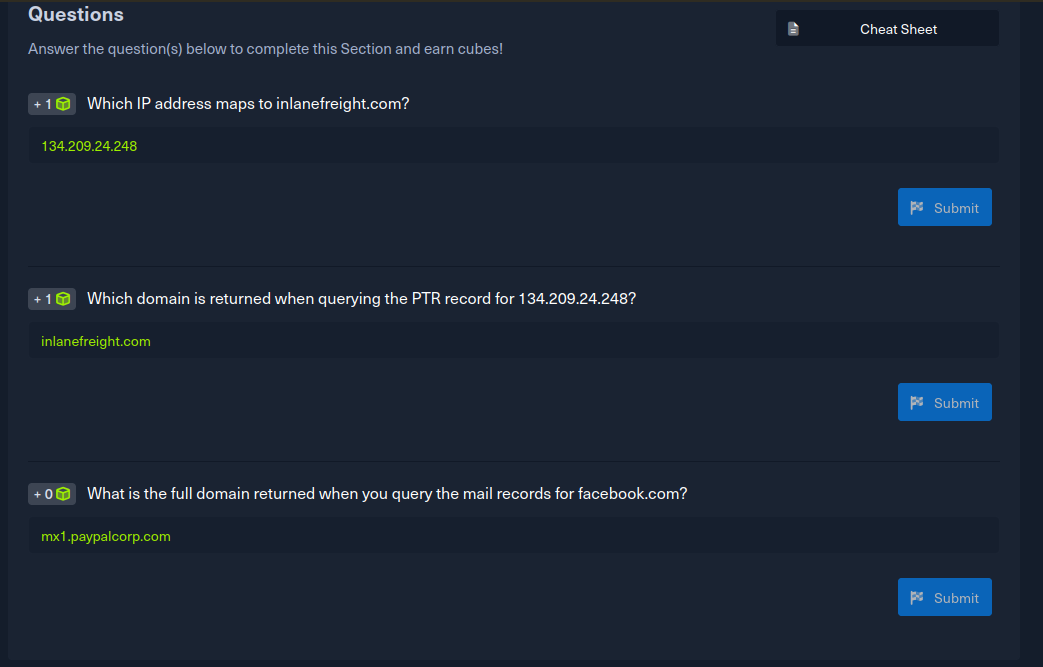 Questions
Cheat Sheet
Answer the question(s) below to complete this Section and earn cubes!
+ 1 Which IP address maps to inlanefreight.com?
134.209.24.248
Submit
+ 1 Which domain is returned when querying the PTR record for 134.209.24.248?
inlanefreight.com
Submit
+ 0 What is the full domain returned when you query the mail records for facebook.com?
mx1.paypalcorp.com
Submit